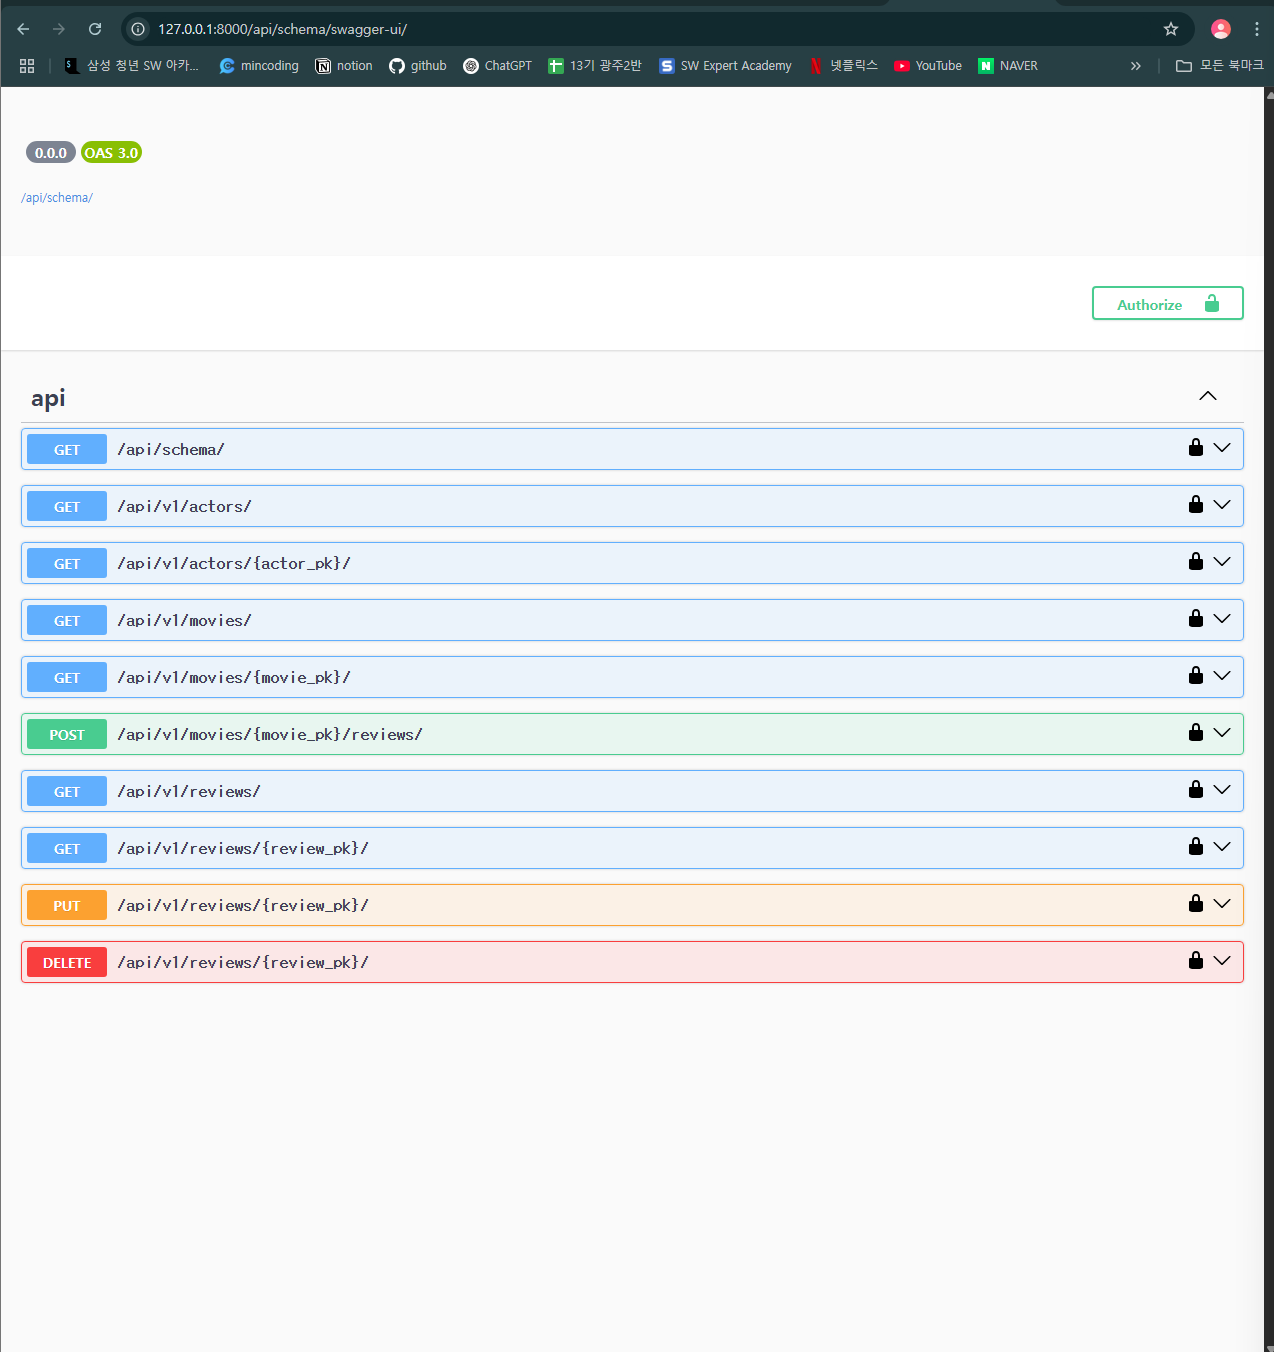 127.0.0.1:8000/api/schema/swagger-ui/
삼성 청년 SW 아카... mincoding notion github ChatGPT 13기 광주2반 SW Expert Academy 넷플릭스 YouTube NAVER » 모든 북마크
0.0.0 OAS 3.0
/api/schema/
Authorize
api
GET /api/schema/
GET /api/v1/actors/
GET /api/v1/actors/{actor_pk}/
GET /api/v1/movies/
GET /api/v1/movies/{movie_pk}/
POST /api/v1/movies/{movie_pk}/reviews/
GET /api/v1/reviews/
GET /api/v1/reviews/{review_pk}/
PUT /api/v1/reviews/{review_pk}/
DELETE /api/v1/reviews/{review_pk}/